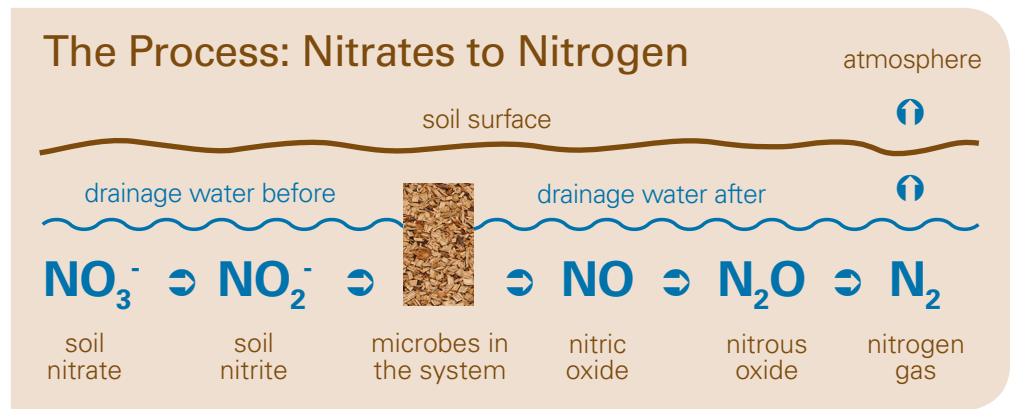 The Process: Nitrates to Nitrogen
atmosphere
soil surface
drainage water before
drainage water after
NO₃⁻ ➲ NO₂⁻ ➲ ➲ NO ➲ N₂O ➲ N₂
soil
nitrate
soil
nitrite
microbes in
the system
nitric
oxide
nitrous
oxide
nitrogen
gas